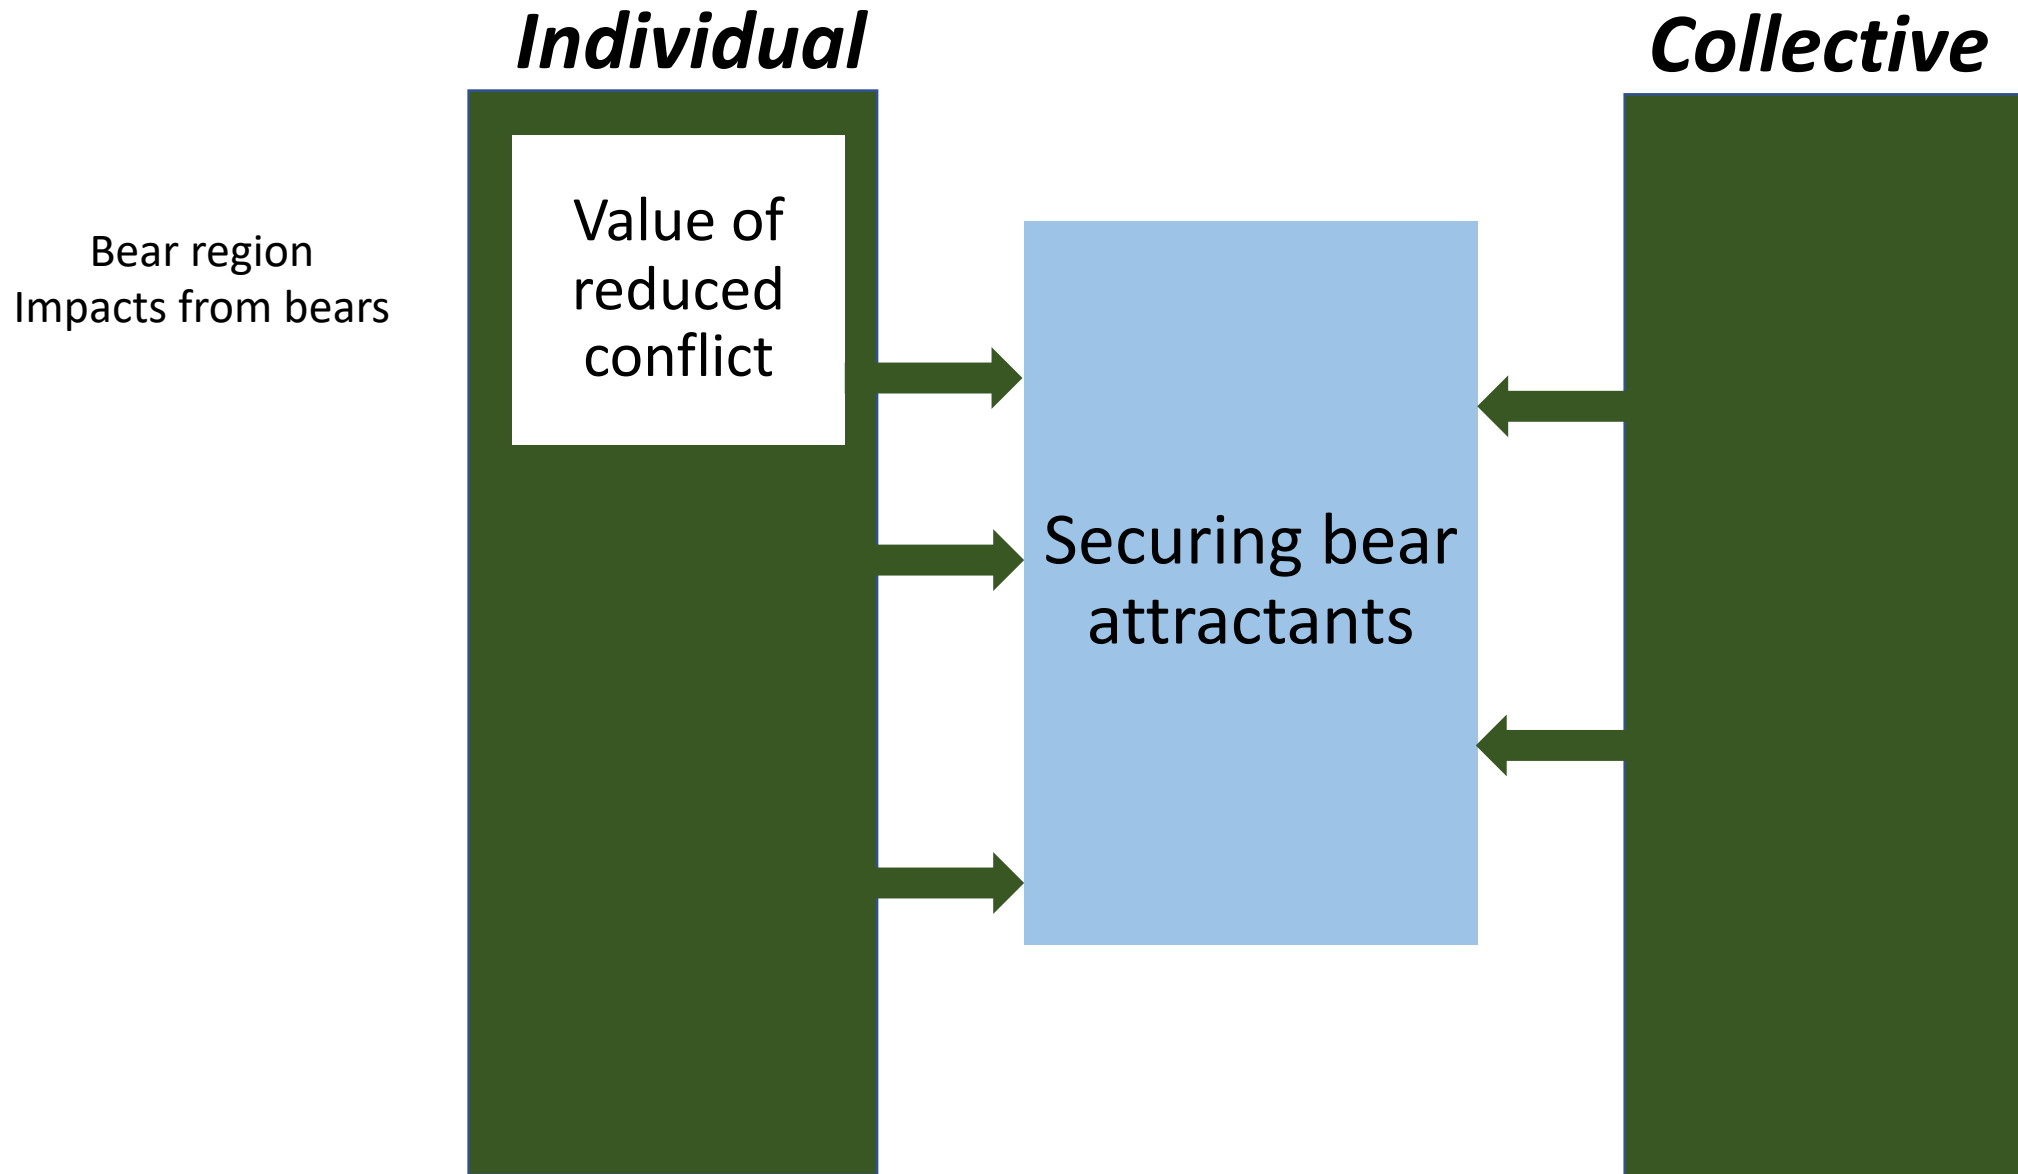 Individual
Collective
Bear region
Impacts from bears
Value of
reduced
conflict
Securing bear
attractants